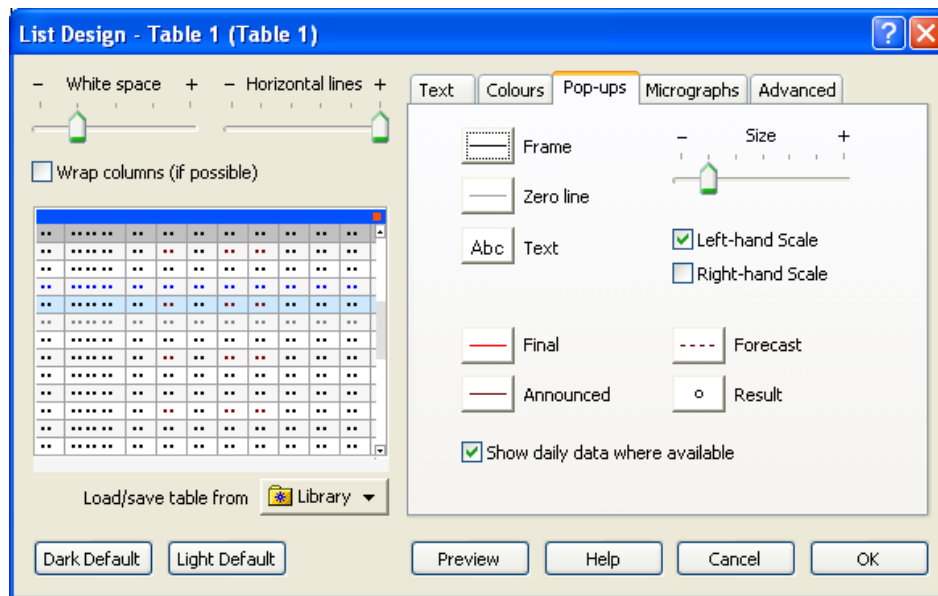 List Design - Table 1 (Table 1)
- White space +
- Horizontal lines +
Wrap columns (if possible)
Load/save table from Library
Dark Default
Light Default
Text
Colours
Pop-ups
Micrographs
Advanced
Frame
Zero line
Abc Text
- Size +
Left-hand Scale
Right-hand Scale
Final
Forecast
Announced
Result
Show daily data where available
Preview
Help
Cancel
OK